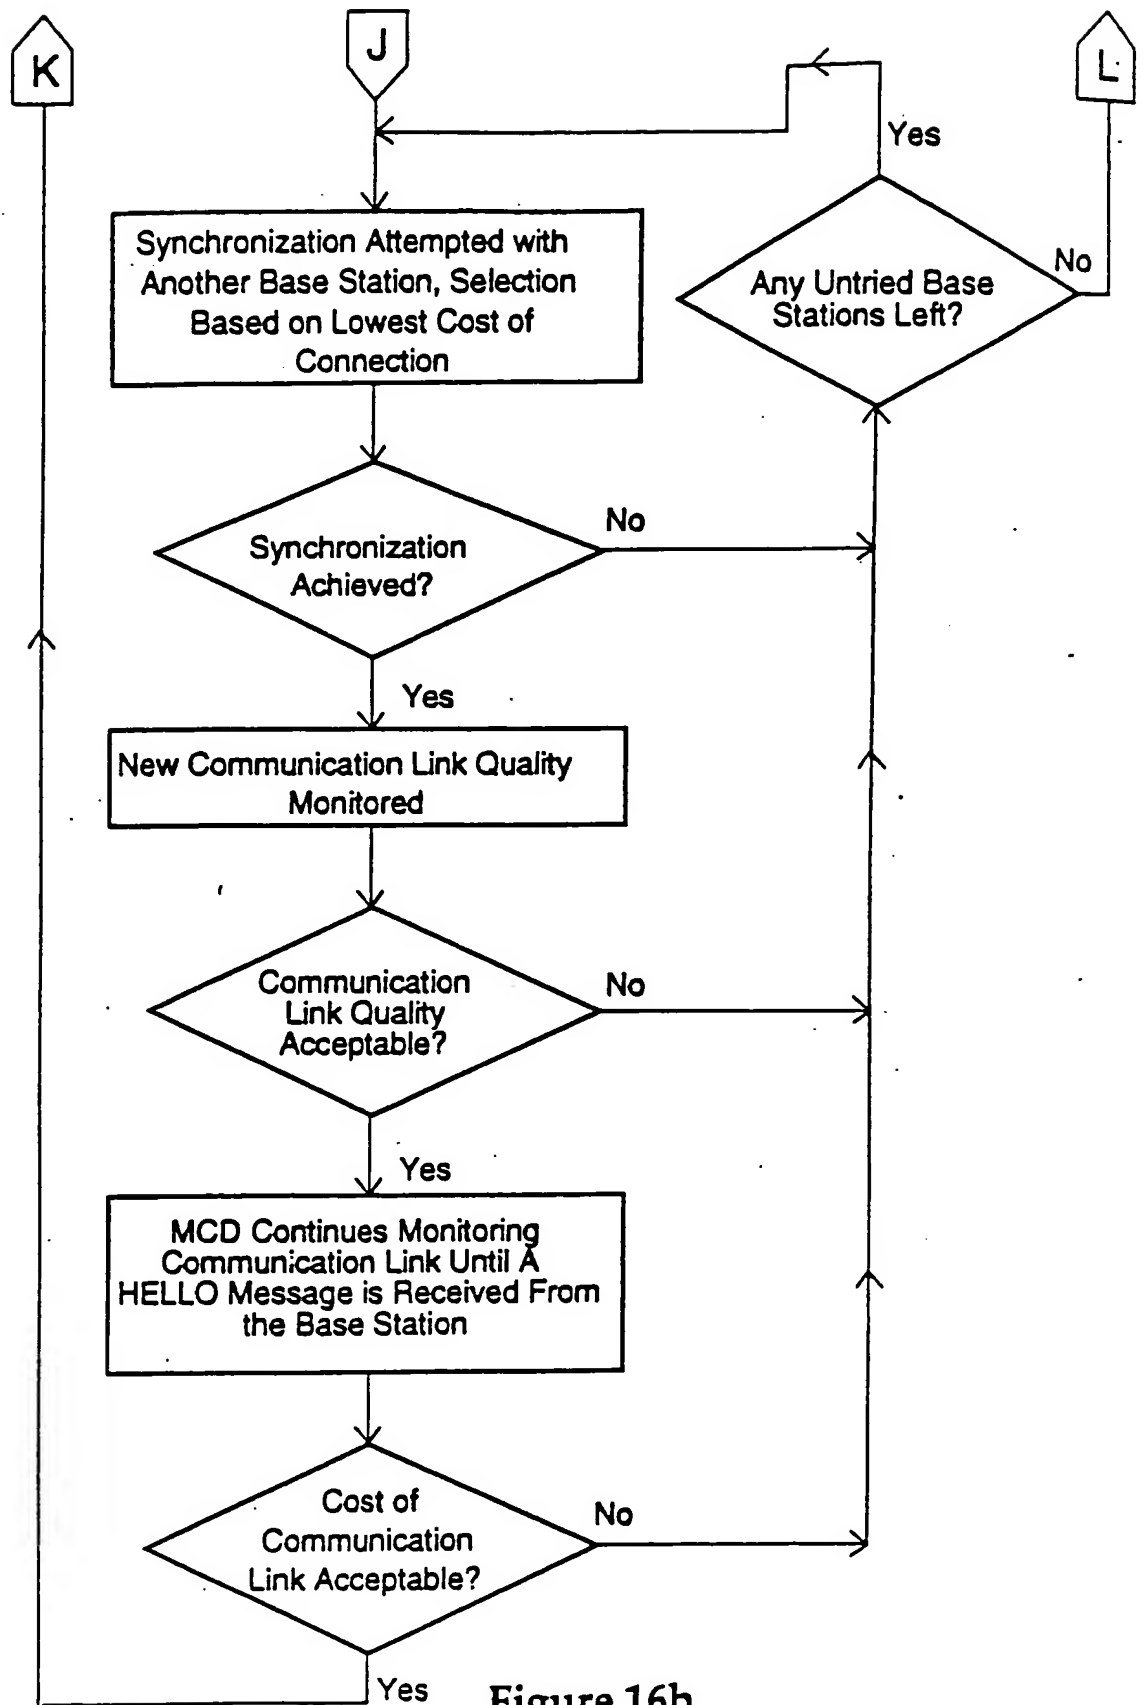 K
J
L
Yes
Synchronization Attempted with
Another Base Station, Selection
Based on Lowest Cost of
Connection
Any Untried Base
Stations Left?
No
Synchronization
Achieved?
No
Yes
New Communication Link Quality
Monitored
Communication
Link Quality
Acceptable?
No
Yes
MCD Continues Monitoring
Communication Link Until A
HELLO Message is Received From
the Base Station
Cost of
Communication
Link Acceptable?
No
Yes
Figure 16b